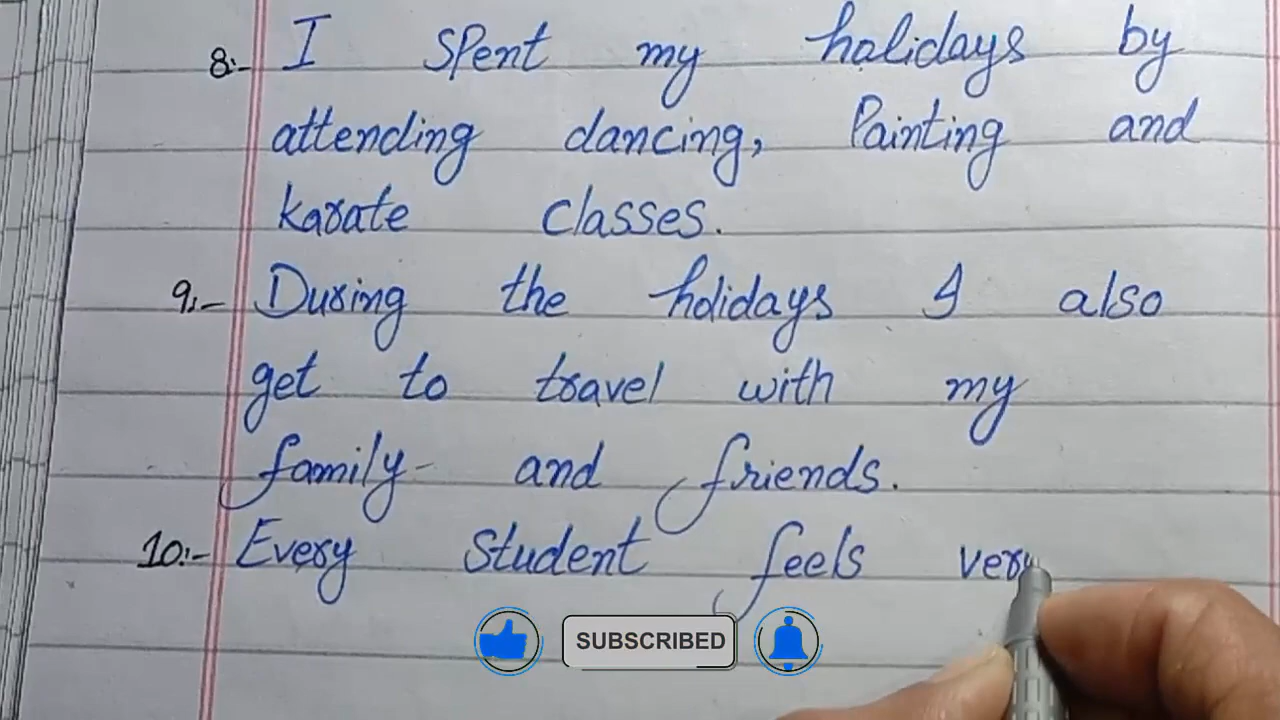 8:- I spent my holidays by
attending dancing, Painting and
karate classes.
9:- During the holidays I also
get to travel with my
family and friends.
10:- Every student feels very
SUBSCRIBED